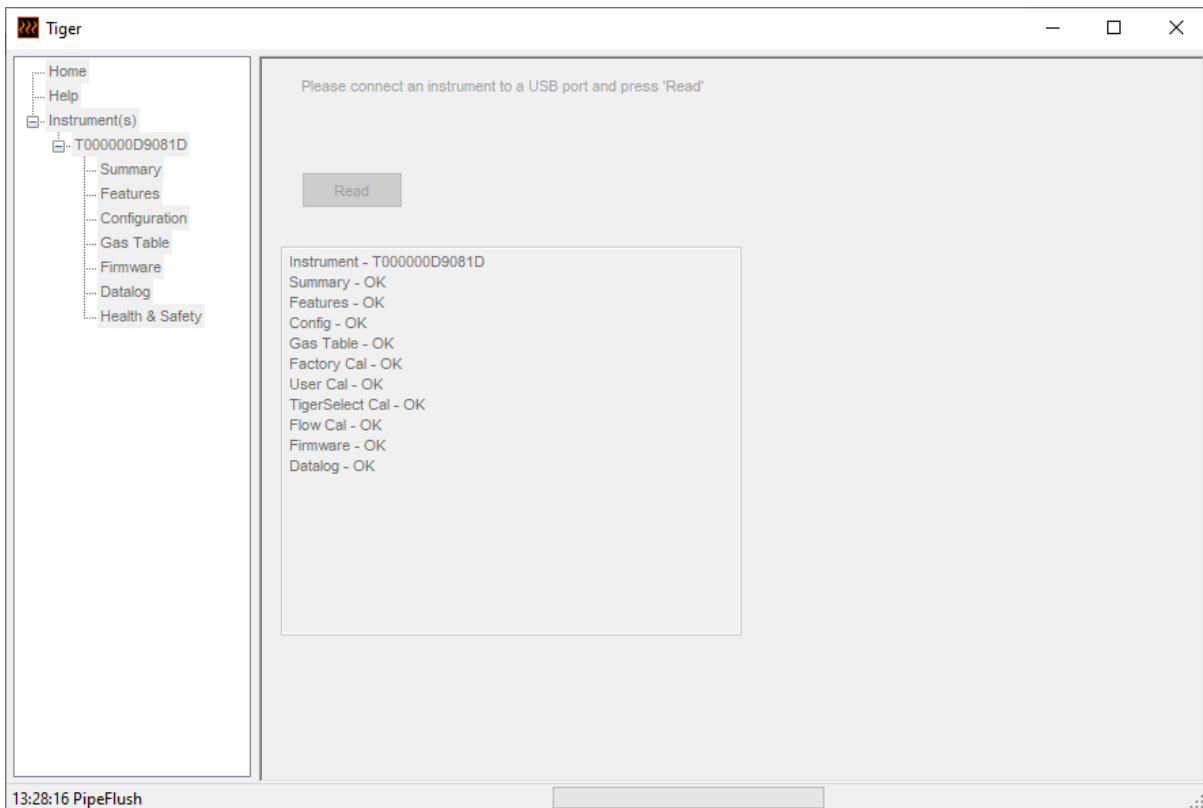 Tiger
Home
Help
Instrument(s)
T000000D9081D
Summary
Features
Configuration
Gas Table
Firmware
Datalog
Health & Safety
Please connect an instrument to a USB port and press 'Read'
Read
Instrument - T000000D9081D
Summary - OK
Features - OK
Config - OK
Gas Table - OK
Factory Cal - OK
User Cal - OK
TigerSelect Cal - OK
Flow Cal - OK
Firmware - OK
Datalog - OK
13:28:16 PipeFlush